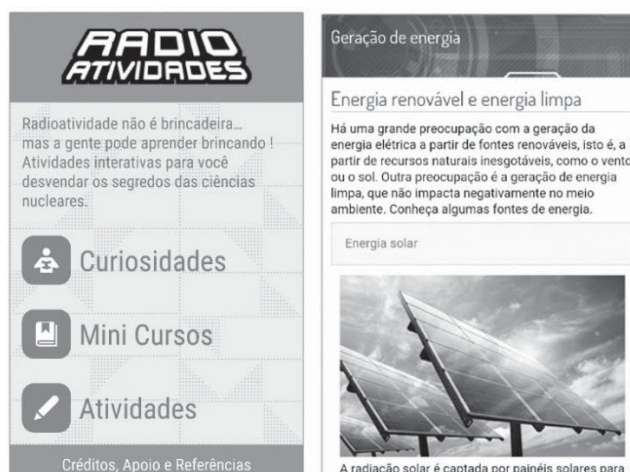 RADIO
ATIVIDADES
Radioatividade não é brincadeira...
mas a gente pode aprender brincando !
Atividades interativas para você
desvendar os segredos das ciências
nucleares.
Curiosidades
Mini Cursos
Atividades
Créditos, Apoio e Referências
Geração de energia
Energia renovável e energia limpa
Há uma grande preocupação com a geração da
energia elétrica a partir de fontes renováveis, isto é, a
partir de recursos naturais inesgotáveis, como o vento
ou o sol. Outra preocupação é a geração de energia
limpa, que não impacta negativamente no meio
ambiente. Conheça algumas fontes de energia.
Energia solar
A radiação solar é captada por painéis solares para